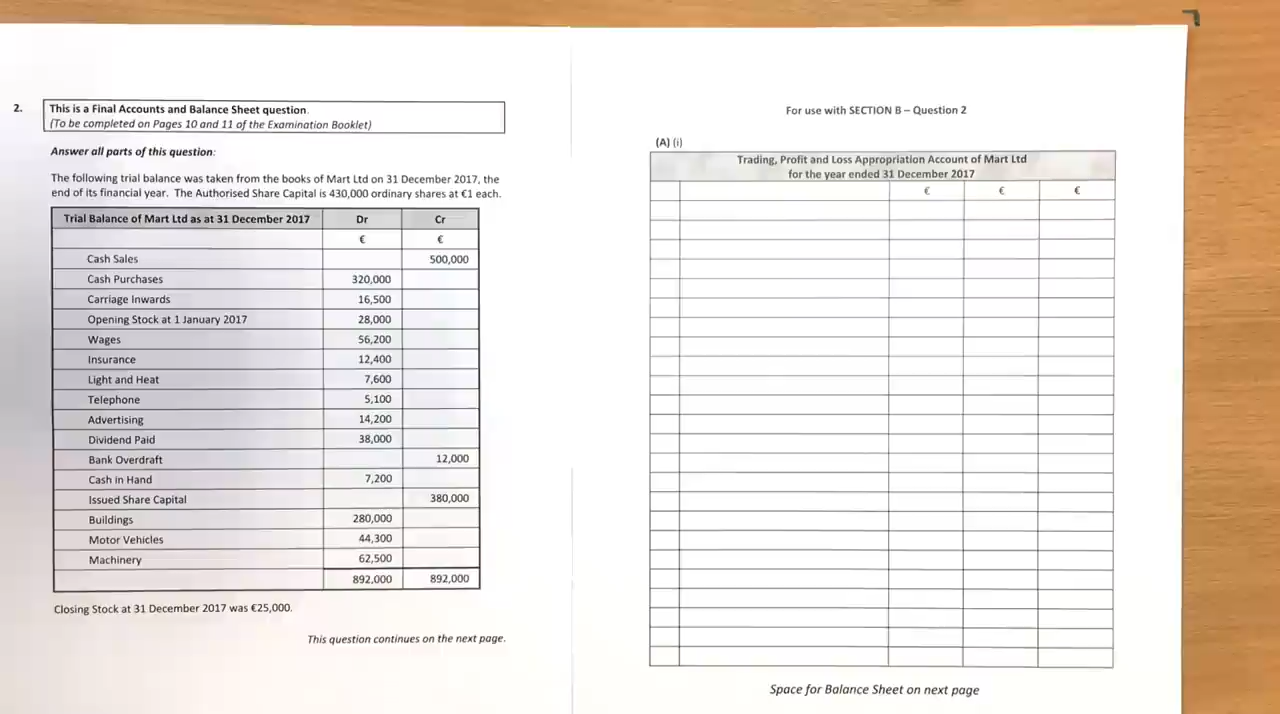 2.
This is a Final Accounts and Balance Sheet question.
(To be completed on Pages 10 and 11 of the Examination Booklet)
Answer all parts of this question:
The following trial balance was taken from the books of Mart Ltd on 31 December 2017, the
end of its financial year. The Authorised Share Capital is 430,000 ordinary shares at €1 each.
Trial Balance of Mart Ltd as at 31 December 2017 Dr Cr
€ €
Cash Sales 500,000
Cash Purchases 320,000
Carriage Inwards 16,500
Opening Stock at 1 January 2017 28,000
Wages 56,200
Insurance 12,400
Light and Heat 7,600
Telephone 5,100
Advertising 14,200
Dividend Paid 38,000
Bank Overdraft 12,000
Cash in Hand 7,200
Issued Share Capital 380,000
Buildings 280,000
Motor Vehicles 44,300
Machinery 62,500
892,000 892,000
Closing Stock at 31 December 2017 was €25,000.
This question continues on the next page.
For use with SECTION B – Question 2
(A) (i)
Trading, Profit and Loss Appropriation Account of Mart Ltd
for the year ended 31 December 2017
€ € €
Space for Balance Sheet on next page